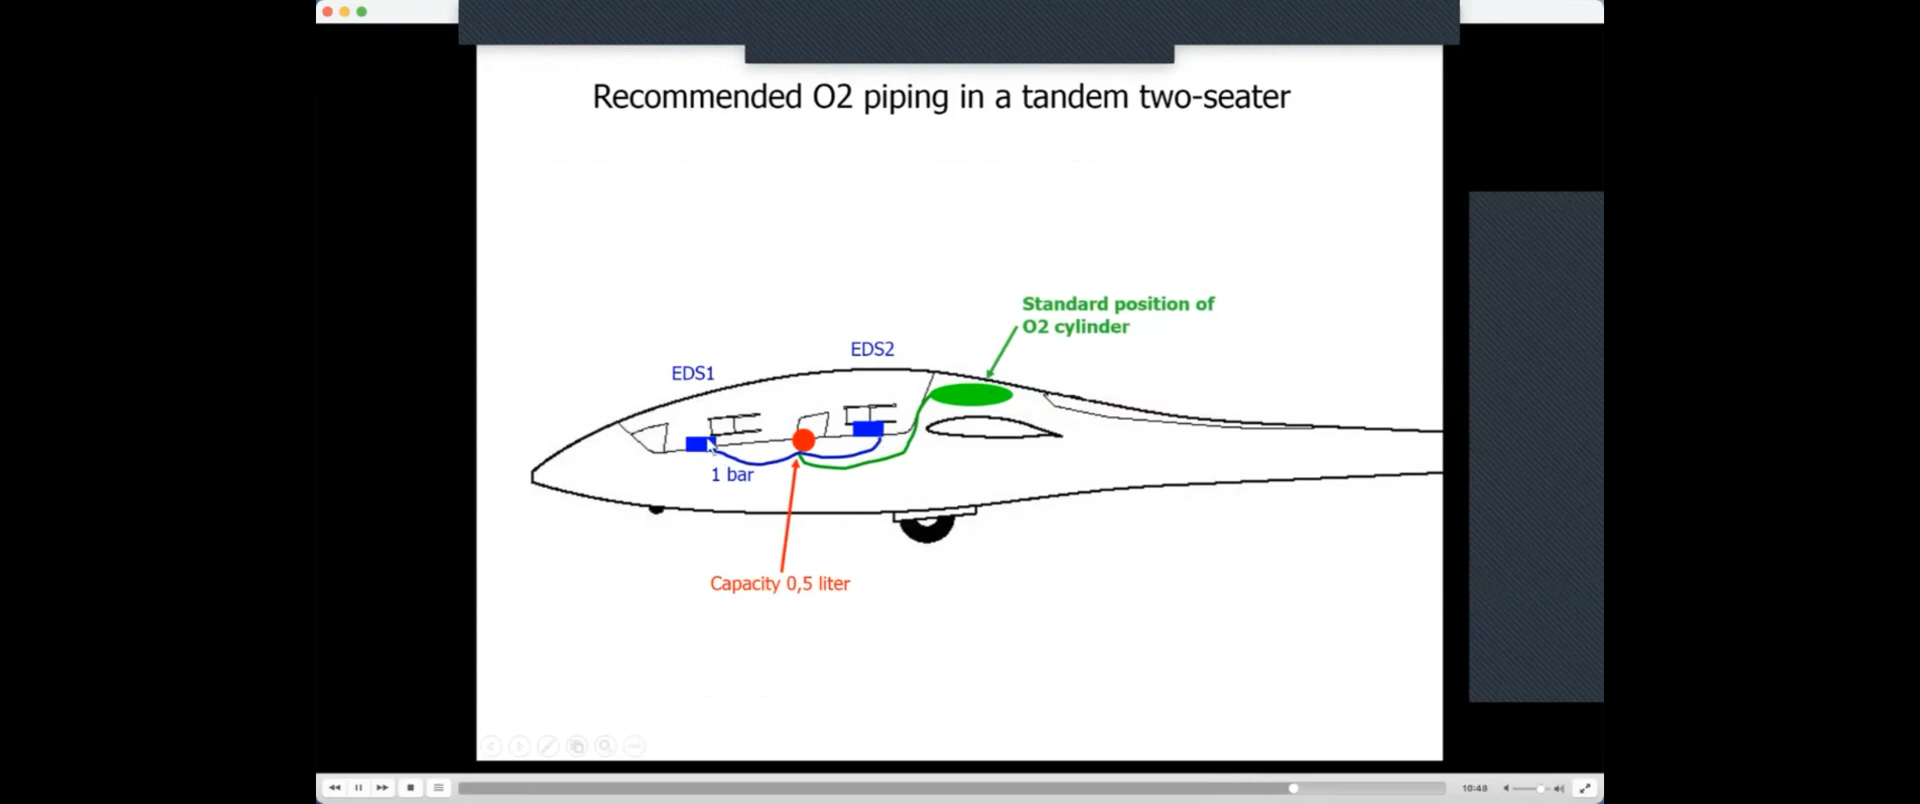 Recommended O2 piping in a tandem two-seater
Standard position of
O2 cylinder
EDS2
EDS1
1 bar
Capacity 0,5 liter
10:48